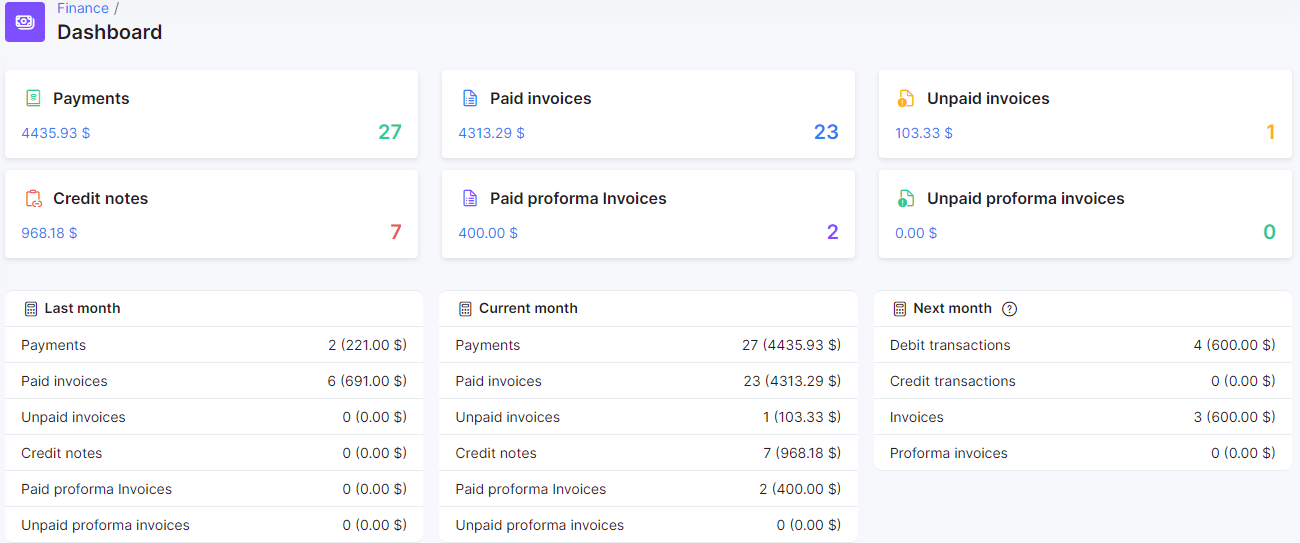 Finance /
Dashboard
Payments
4435.93 $ 27
Paid invoices
4313.29 $ 23
Unpaid invoices
103.33 $ 1
Credit notes
968.18 $ 7
Paid proforma Invoices
400.00 $ 2
Unpaid proforma invoices
0.00 $ 0
Last month
Payments 2 (221.00 $)
Paid invoices 6 (691.00 $)
Unpaid invoices 0 (0.00 $)
Credit notes 0 (0.00 $)
Paid proforma Invoices 0 (0.00 $)
Unpaid proforma invoices 0 (0.00 $)
Current month
Payments 27 (4435.93 $)
Paid invoices 23 (4313.29 $)
Unpaid invoices 1 (103.33 $)
Credit notes 7 (968.18 $)
Paid proforma Invoices 2 (400.00 $)
Unpaid proforma invoices 0 (0.00 $)
Next month ?
Debit transactions 4 (600.00 $)
Credit transactions 0 (0.00 $)
Invoices 3 (600.00 $)
Proforma invoices 0 (0.00 $)